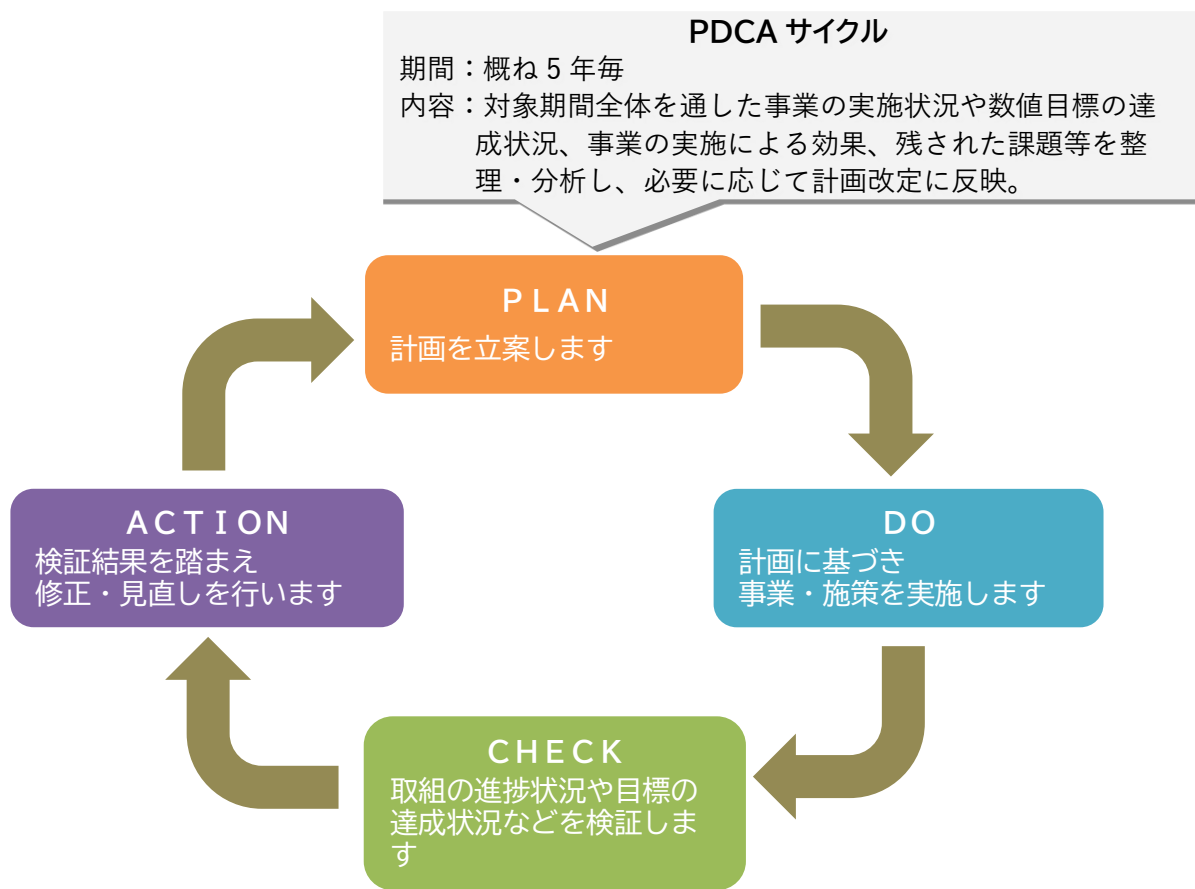 PDCA サイクル
期間：概ね 5 年毎
内容：対象期間全体を通した事業の実施状況や数値目標の達
成状況、事業の実施による効果、残された課題等を整
理・分析し、必要に応じて計画改定に反映。
ＰＬＡＮ
計画を立案します
ＡＣＴＩＯＮ
検証結果を踏まえ
修正・見直しを行います
ＤＯ
計画に基づき
事業・施策を実施します
ＣＨＥＣＫ
取組の進捗状況や目標の
達成状況などを検証しま
す